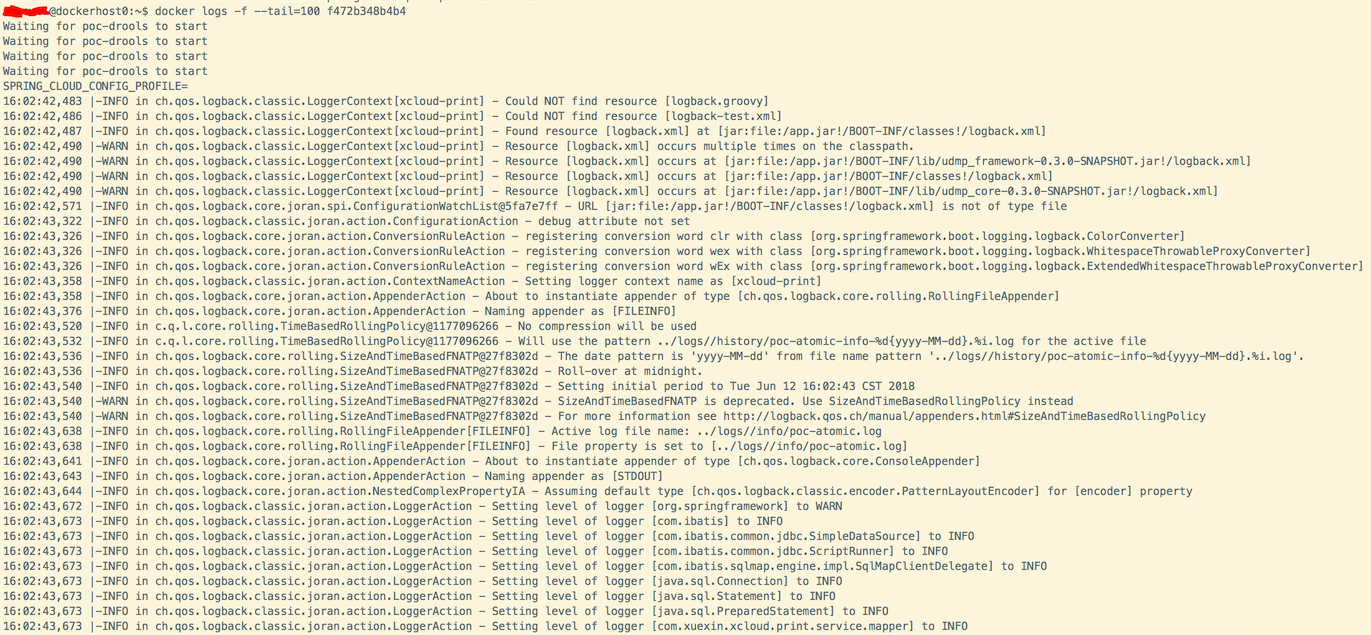 @dockerhost0:~$ docker logs -f --tail=100 f472b348b4b4
Waiting for poc-drools to start
Waiting for poc-drools to start
Waiting for poc-drools to start
Waiting for poc-drools to start
SPRING_CLOUD_CONFIG_PROFILE=
16:02:42,483 |-INFO in ch.qos.logback.classic.LoggerContext[xcloud-print] - Could NOT find resource [logback.groovy]
16:02:42,486 |-INFO in ch.qos.logback.classic.LoggerContext[xcloud-print] - Could NOT find resource [logback-test.xml]
16:02:42,487 |-INFO in ch.qos.logback.classic.LoggerContext[xcloud-print] - Found resource [logback.xml] at [jar:file:/app.jar!/BOOT-INF/classes!/logback.xml]
16:02:42,490 |-WARN in ch.qos.logback.classic.LoggerContext[xcloud-print] - Resource [logback.xml] occurs multiple times on the classpath.
16:02:42,490 |-WARN in ch.qos.logback.classic.LoggerContext[xcloud-print] - Resource [logback.xml] occurs at [jar:file:/app.jar!/BOOT-INF/lib/udmp_framework-0.3.0-SNAPSHOT.jar!/logback.xml]
16:02:42,490 |-WARN in ch.qos.logback.classic.LoggerContext[xcloud-print] - Resource [logback.xml] occurs at [jar:file:/app.jar!/BOOT-INF/classes!/logback.xml]
16:02:42,490 |-WARN in ch.qos.logback.classic.LoggerContext[xcloud-print] - Resource [logback.xml] occurs at [jar:file:/app.jar!/BOOT-INF/lib/udmp_core-0.3.0-SNAPSHOT.jar!/logback.xml]
16:02:42,571 |-INFO in ch.qos.logback.core.joran.spi.ConfigurationWatchList@5fa7e7ff - URL [jar:file:/app.jar!/BOOT-INF/classes!/logback.xml] is not of type file
16:02:43,322 |-INFO in ch.qos.logback.classic.joran.action.ConfigurationAction - debug attribute not set
16:02:43,326 |-INFO in ch.qos.logback.core.joran.action.ConversionRuleAction - registering conversion word clr with class [org.springframework.boot.logging.logback.ColorConverter]
16:02:43,326 |-INFO in ch.qos.logback.core.joran.action.ConversionRuleAction - registering conversion word wex with class [org.springframework.boot.logging.logback.WhitespaceThrowableProxyConverter]
16:02:43,326 |-INFO in ch.qos.logback.core.joran.action.ConversionRuleAction - registering conversion word wEx with class [org.springframework.boot.logging.logback.ExtendedWhitespaceThrowableProxyConverter]
16:02:43,358 |-INFO in ch.qos.logback.classic.joran.action.ContextNameAction - Setting logger context name as [xcloud-print]
16:02:43,358 |-INFO in ch.qos.logback.core.joran.action.AppenderAction - About to instantiate appender of type [ch.qos.logback.core.rolling.RollingFileAppender]
16:02:43,376 |-INFO in ch.qos.logback.core.joran.action.AppenderAction - Naming appender as [FILEINFO]
16:02:43,520 |-INFO in c.q.l.core.rolling.TimeBasedRollingPolicy@1177096266 - No compression will be used
16:02:43,532 |-INFO in c.q.l.core.rolling.TimeBasedRollingPolicy@1177096266 - Will use the pattern ../logs//history/poc-atomic-info-%d{yyyy-MM-dd}.%i.log for the active file
16:02:43,536 |-INFO in ch.qos.logback.core.rolling.SizeAndTimeBasedFNATP@27f8302d - The date pattern is 'yyyy-MM-dd' from file name pattern '../logs//history/poc-atomic-info-%d{yyyy-MM-dd}.%i.log'.
16:02:43,536 |-INFO in ch.qos.logback.core.rolling.SizeAndTimeBasedFNATP@27f8302d - Roll-over at midnight.
16:02:43,540 |-INFO in ch.qos.logback.core.rolling.SizeAndTimeBasedFNATP@27f8302d - Setting initial period to Tue Jun 12 16:02:43 CST 2018
16:02:43,540 |-WARN in ch.qos.logback.core.rolling.SizeAndTimeBasedFNATP@27f8302d - SizeAndTimeBasedFNATP is deprecated. Use SizeAndTimeBasedRollingPolicy instead
16:02:43,540 |-WARN in ch.qos.logback.core.rolling.SizeAndTimeBasedFNATP@27f8302d - For more information see http://logback.qos.ch/manual/appenders.html#SizeAndTimeBasedRollingPolicy
16:02:43,638 |-INFO in ch.qos.logback.core.rolling.RollingFileAppender[FILEINFO] - Active log file name: ../logs//info/poc-atomic.log
16:02:43,638 |-INFO in ch.qos.logback.core.rolling.RollingFileAppender[FILEINFO] - File property is set to [../logs//info/poc-atomic.log]
16:02:43,641 |-INFO in ch.qos.logback.core.joran.action.AppenderAction - About to instantiate appender of type [ch.qos.logback.core.ConsoleAppender]
16:02:43,643 |-INFO in ch.qos.logback.core.joran.action.AppenderAction - Naming appender as [STDOUT]
16:02:43,644 |-INFO in ch.qos.logback.core.joran.action.NestedComplexPropertyIA - Assuming default type [ch.qos.logback.classic.encoder.PatternLayoutEncoder] for [encoder] property
16:02:43,672 |-INFO in ch.qos.logback.classic.joran.action.LoggerAction - Setting level of logger [org.springframework] to WARN
16:02:43,673 |-INFO in ch.qos.logback.classic.joran.action.LoggerAction - Setting level of logger [com.ibatis] to INFO
16:02:43,673 |-INFO in ch.qos.logback.classic.joran.action.LoggerAction - Setting level of logger [com.ibatis.common.jdbc.SimpleDataSource] to INFO
16:02:43,673 |-INFO in ch.qos.logback.classic.joran.action.LoggerAction - Setting level of logger [com.ibatis.common.jdbc.ScriptRunner] to INFO
16:02:43,673 |-INFO in ch.qos.logback.classic.joran.action.LoggerAction - Setting level of logger [com.ibatis.sqlmap.engine.impl.SqlMapClientDelegate] to INFO
16:02:43,673 |-INFO in ch.qos.logback.classic.joran.action.LoggerAction - Setting level of logger [java.sql.Connection] to INFO
16:02:43,673 |-INFO in ch.qos.logback.classic.joran.action.LoggerAction - Setting level of logger [java.sql.Statement] to INFO
16:02:43,673 |-INFO in ch.qos.logback.classic.joran.action.LoggerAction - Setting level of logger [java.sql.PreparedStatement] to INFO
16:02:43,673 |-INFO in ch.qos.logback.classic.joran.action.LoggerAction - Setting level of logger [com.xuexin.xcloud.print.service.mapper] to INFO